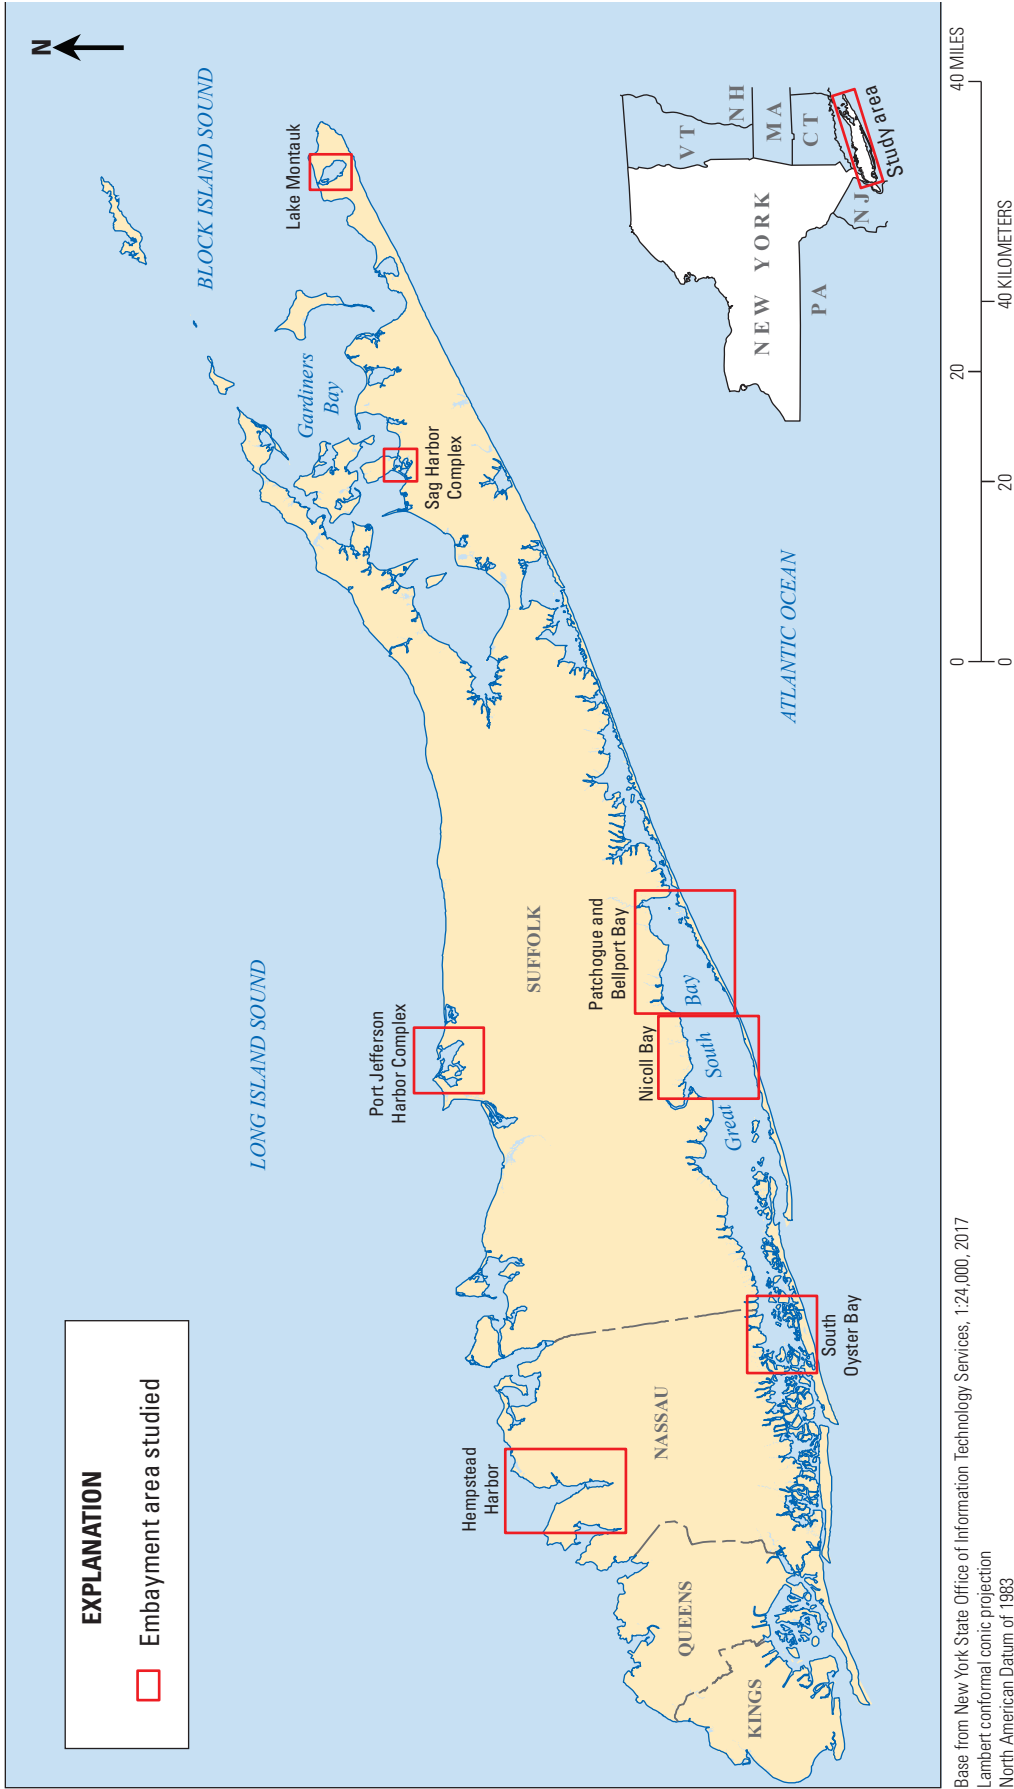 N
BLOCK ISLAND SOUND
Lake Montauk
Gardiners
Bay
Sag Harbor
Complex
LONG ISLAND SOUND
Port Jefferson
Harbor Complex
SUFFOLK
Patchogue and
Bellport Bay
Nicoll Bay
Great
South
Bay
ATLANTIC OCEAN
Hempstead
Harbor
NASSAU
South
Oyster Bay
QUEENS
KINGS
EXPLANATION
Embayment area studied
VT
NH
MA
CT
NEW YORK
PA
NJ
Study area
0 20 40 MILES
0 20 40 KILOMETERS
Base from New York State Office of Information Technology Services, 1:24,000, 2017
Lambert conformal conic projection
North American Datum of 1983